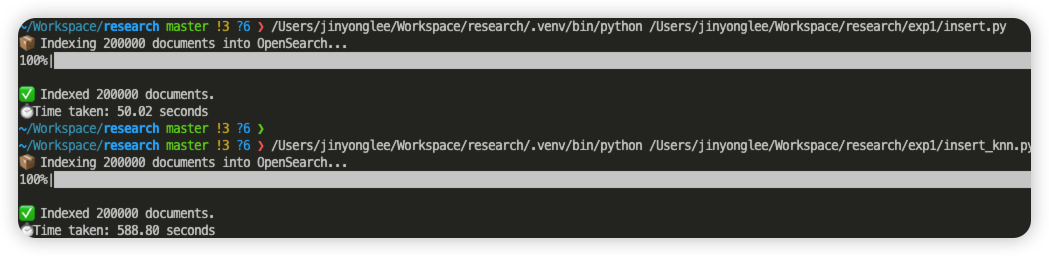 ~/Workspace/research master !3 ?6 ❯ /Users/jinyonglee/Workspace/research/.venv/bin/python /Users/jinyonglee/Workspace/research/exp1/insert.py
📦 Indexing 200000 documents into OpenSearch...
100%|
✅ Indexed 200000 documents.
⏱Time taken: 50.02 seconds
~/Workspace/research master !3 ?6 ❯
~/Workspace/research master !3 ?6 ❯ /Users/jinyonglee/Workspace/research/.venv/bin/python /Users/jinyonglee/Workspace/research/exp1/insert_knn.py
📦 Indexing 200000 documents into OpenSearch...
100%|
✅ Indexed 200000 documents.
⏱Time taken: 588.80 seconds